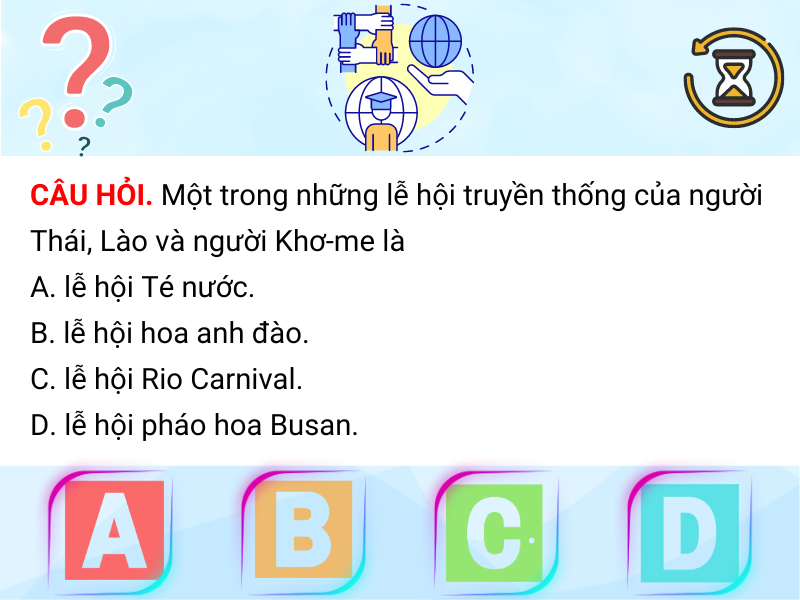 CÂU HỎI. Một trong những lễ hội truyền thống của người
Thái, Lào và người Khơ-me là
A. lễ hội Té nước.
B. lễ hội hoa anh đào.
C. lễ hội Rio Carnival.
D. lễ hội pháo hoa Busan.
A B C. D